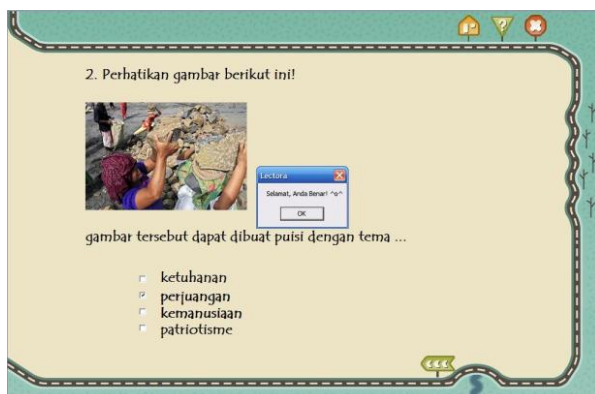 2. Perhatikan gambar berikut ini!
Lectora
Selamat, Anda Benar! ^o^
OK
gambar tersebut dapat dibuat puisi dengan tema ...
ketuhanan
perjuangan
kemanusiaan
patriotisme